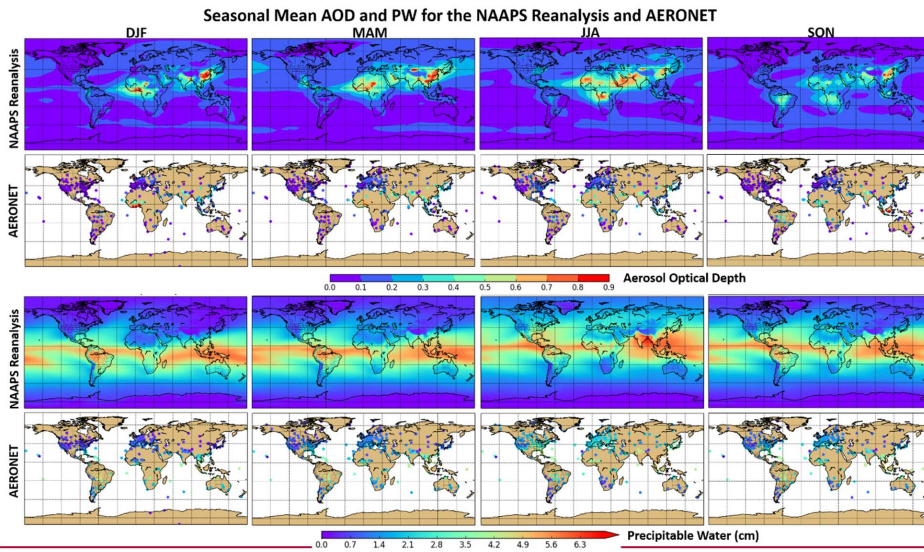 Seasonal Mean AOD and PW for the NAAPS Reanalysis and AERONET
DJF MAM JJA SON
NAAPS Reanalysis
AERONET
0.0 0.1 0.2 0.3 0.4 0.5 0.6 0.7 0.8 0.9
Aerosol Optical Depth
NAAPS Reanalysis
AERONET
0.0 0.7 1.4 2.1 2.8 3.5 4.2 4.9 5.6 6.3
Precipitable Water (cm)